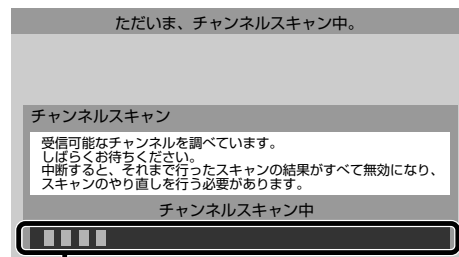 ただいま、チャンネルスキャン中。
チャンネルスキャン
受信可能なチャンネルを調べています。
しばらくお待ちください。
中断すると、それまで行ったスキャンの結果がすべて無効になり、
スキャンのやり直しを行う必要があります。
チャンネルスキャン中